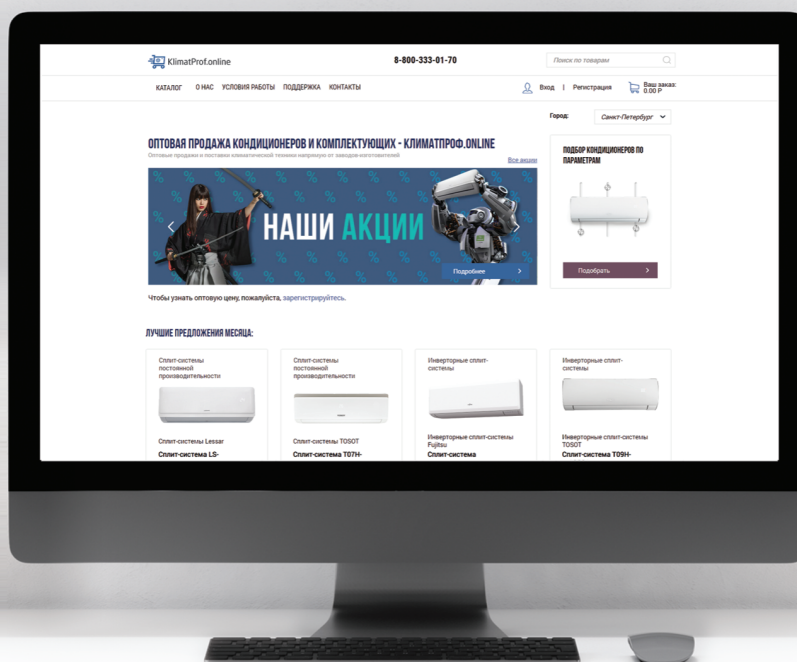 KlimatProf.online
8-800-333-01-70
Поиск по товарам
КАТАЛОГ О НАС УСЛОВИЯ РАБОТЫ ПОДДЕРЖКА КОНТАКТЫ
Вход | Регистрация
Ваш заказ:
0.00 Р
Город: Санкт-Петербург
ОПТОВАЯ ПРОДАЖА КОНДИЦИОНЕРОВ И КОМПЛЕКТУЮЩИХ - КЛИМАТПРОФ.ONLINE
Оптовые продажи и поставки климатической техники напрямую от заводов-изготовителей
Все акции
НАШИ АКЦИИ
Подробнее
ПОДБОР КОНДИЦИОНЕРОВ ПО
ПАРАМЕТРАМ
Подобрать
Чтобы узнать оптовую цену, пожалуйста, зарегистрируйтесь.
ЛУЧШИЕ ПРЕДЛОЖЕНИЯ МЕСЯЦА:
Сплит-системы
постоянной
производительности
Сплит-системы Lessar
Сплит-система LS-
Сплит-системы
постоянной
производительности
Сплит-системы TOSOT
Сплит-система T07H-
Инверторные сплит-
системы
Инверторные сплит-системы
Fujitsu
Сплит-система
Инверторные сплит-
системы
Инверторные сплит-системы
TOSOT
Сплит-система T09H-